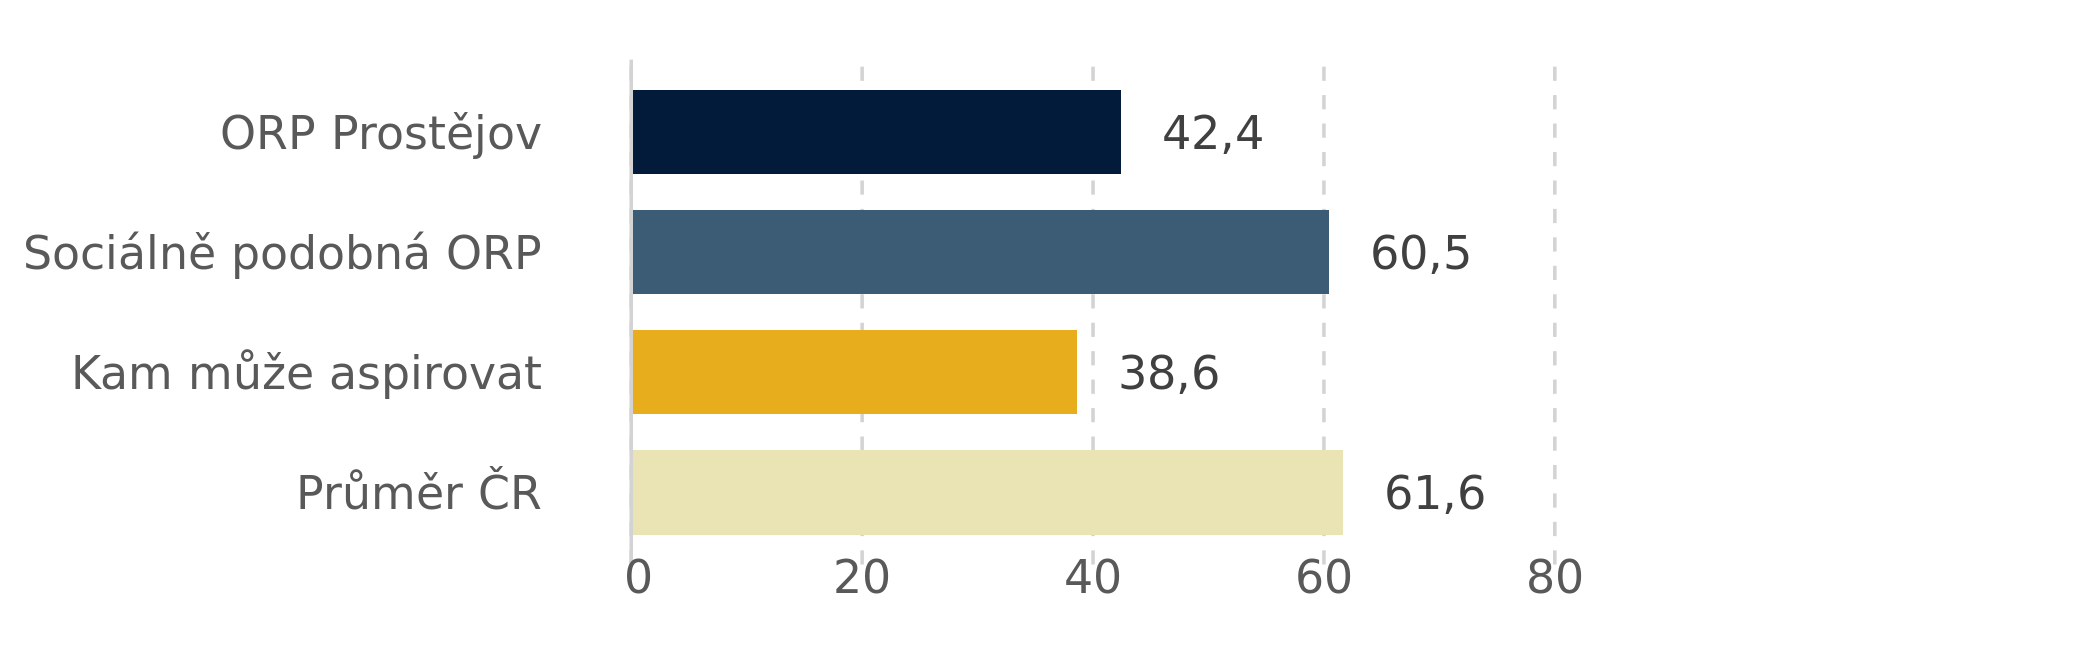 ORP Prostějov 42,4
Sociálně podobná ORP 60,5
Kam může aspirovat 38,6
Průměr ČR 61,6
0 20 40 60 80